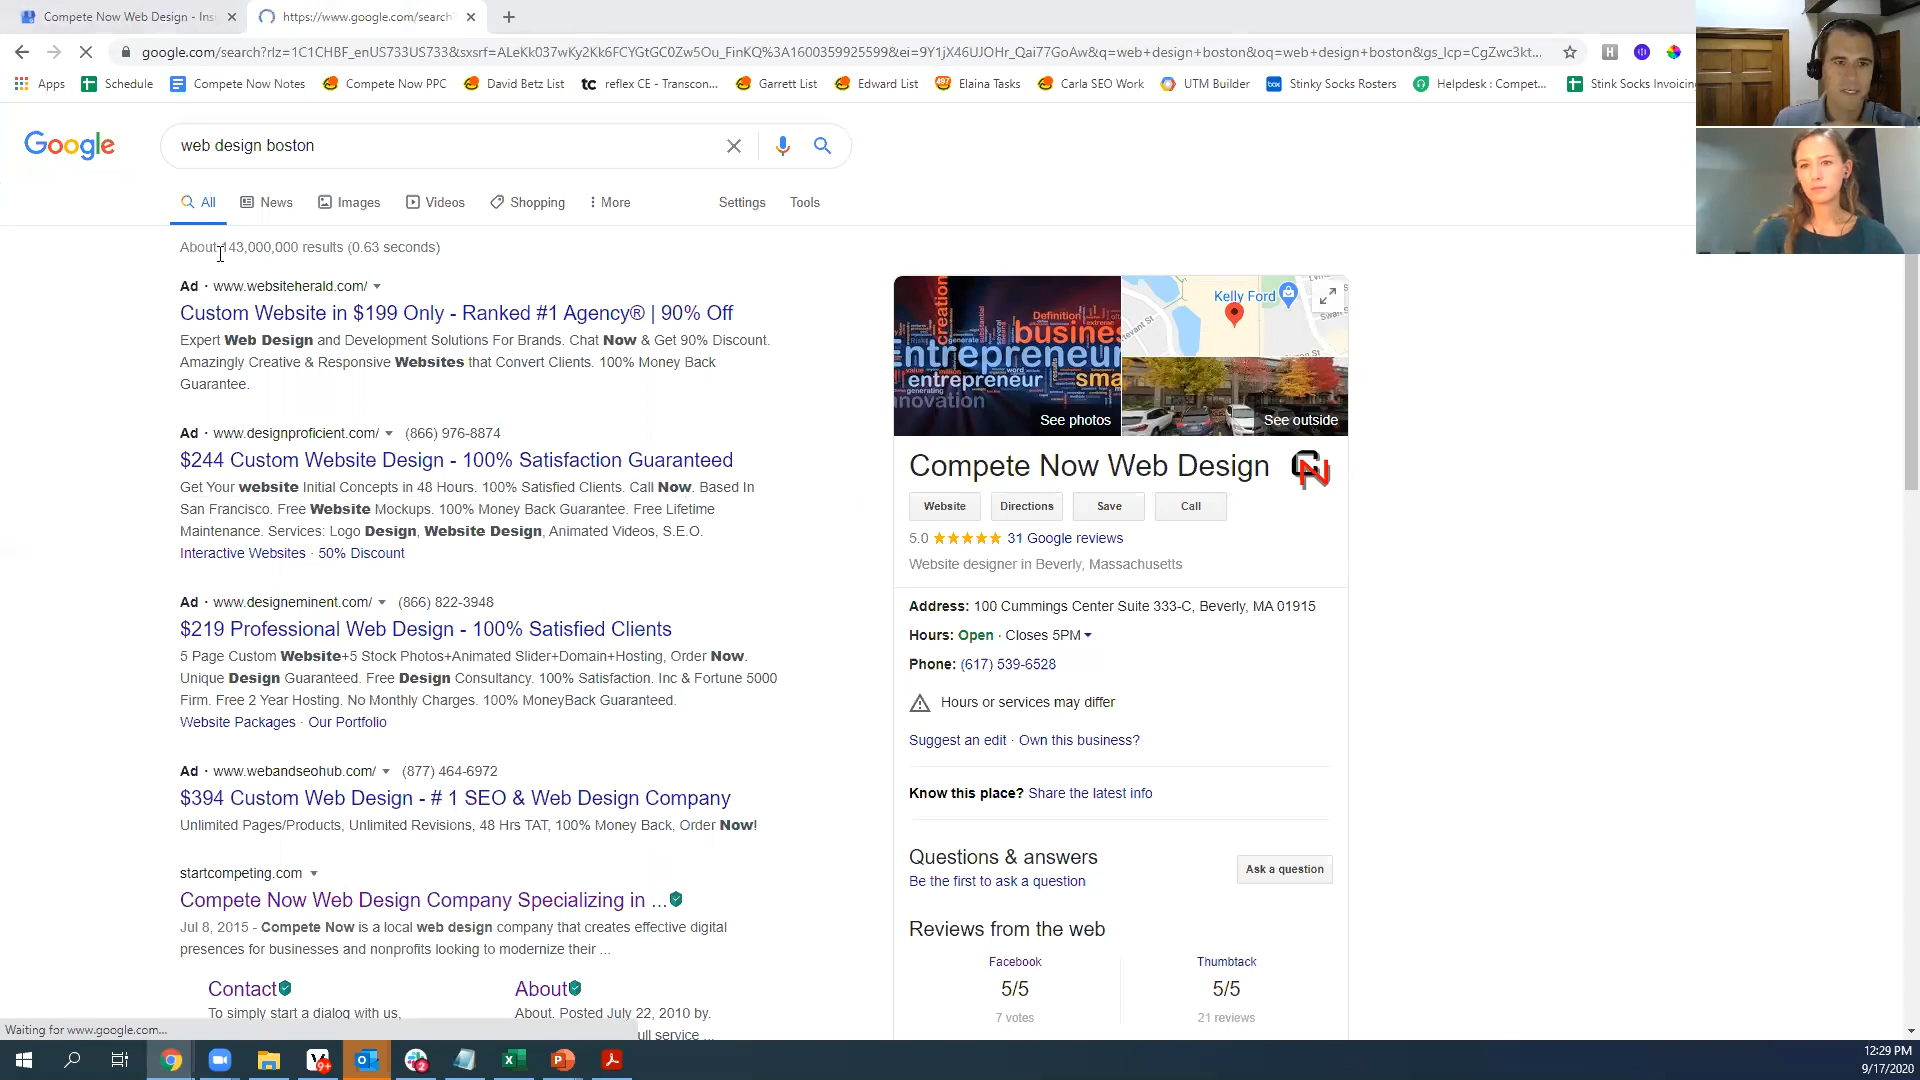 Compete Now Web Design - Ins
https://www.google.com/search?
google.com/search?rlz=1C1CHBF_enUS733US733&sxsrf=ALeKk037wKy2Kk6FCYGtGC0Zw5Ou_FinKQ%3A1600359925599&ei=9Y1jX46UJOHr_Qai77GoAw&q=web+design+boston&oq=web+design+boston&gs_lcp=CgZwc3kt...
Apps Schedule Compete Now Notes Compete Now PPC David Betz List tc reflex CE - Transcon... Garrett List Edward List Elaina Tasks Carla SEO Work UTM Builder box Stinky Socks Rosters Helpdesk : Compet... Stink Socks Invoicing
Google
web design boston
All News Images Videos Shopping More Settings Tools
About 143,000,000 results (0.63 seconds)
Ad · www.websiteherald.com/
Custom Website in $199 Only - Ranked #1 Agency® | 90% Off
Expert Web Design and Development Solutions For Brands. Chat Now & Get 90% Discount.
Amazingly Creative & Responsive Websites that Convert Clients. 100% Money Back
Guarantee.
Ad · www.designproficient.com/ (866) 976-8874
$244 Custom Website Design - 100% Satisfaction Guaranteed
Get Your website Initial Concepts in 48 Hours. 100% Satisfied Clients. Call Now. Based In
San Francisco. Free Website Mockups. 100% Money Back Guarantee. Free Lifetime
Maintenance. Services: Logo Design, Website Design, Animated Videos, S.E.O.
Interactive Websites · 50% Discount
Ad · www.designeminent.com/ (866) 822-3948
$219 Professional Web Design - 100% Satisfied Clients
5 Page Custom Website+5 Stock Photos+Animated Slider+Domain+Hosting, Order Now.
Unique Design Guaranteed. Free Design Consultancy. 100% Satisfaction. Inc & Fortune 5000
Firm. Free 2 Year Hosting. No Monthly Charges. 100% MoneyBack Guaranteed.
Website Packages · Our Portfolio
Ad · www.webandseohub.com/ (877) 464-6972
$394 Custom Web Design - # 1 SEO & Web Design Company
Unlimited Pages/Products, Unlimited Revisions, 48 Hrs TAT, 100% Money Back, Order Now!
startcompeting.com
Compete Now Web Design Company Specializing in ...
Jul 8, 2015 - Compete Now is a local web design company that creates effective digital
presences for businesses and nonprofits looking to modernize their ...
Contact About
To simply start a dialog with us, About. Posted July 22, 2010 by.
ull service ...
Waiting for www.google.com...
creation
Definition
business
entrepreneur
entrepreneur sma
generating
innovation
See photos
Kelly Ford
See outside
Compete Now Web Design
Website Directions Save Call
5.0 31 Google reviews
Website designer in Beverly, Massachusetts
Address: 100 Cummings Center Suite 333-C, Beverly, MA 01915
Hours: Open · Closes 5PM
Phone: (617) 539-6528
Hours or services may differ
Suggest an edit · Own this business?
Know this place? Share the latest info
Questions & answers
Be the first to ask a question
Ask a question
Reviews from the web
Facebook Thumbtack
5/5 5/5
7 votes 21 reviews
12:29 PM
9/17/2020